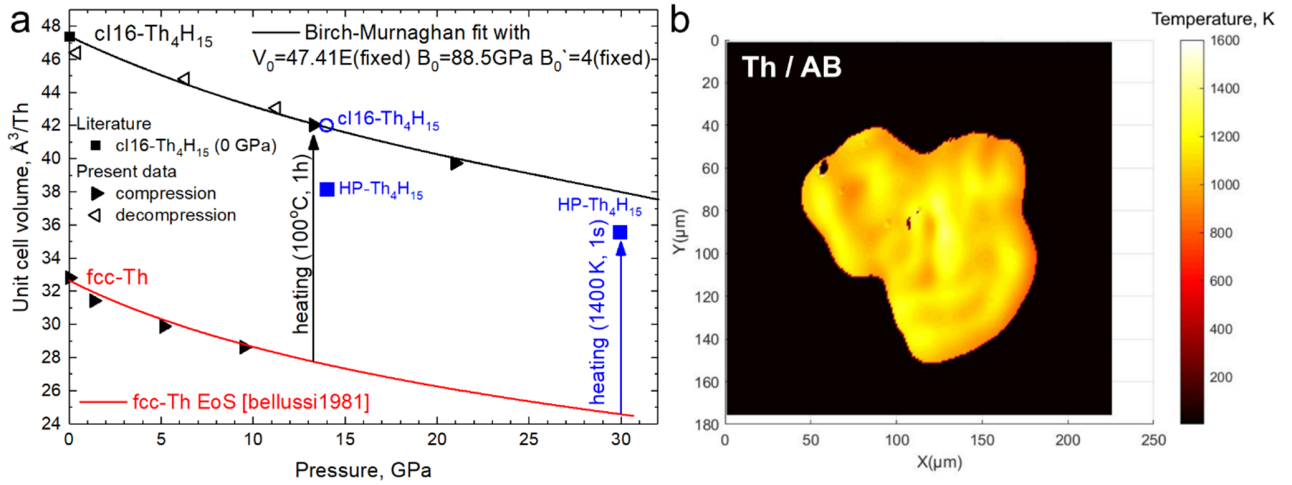 a
cI16-Th₄H₁₅
Birch-Murnaghan fit with
V₀=47.41E(fixed) B₀=88.5GPa B₀`=4(fixed)
Literature
cI16-Th₄H₁₅ (0 GPa)
Present data
compression
decompression
cI16-Th₄H₁₅
HP-Th₄H₁₅
HP-Th₄H₁₅
heating (100°C, 1h)
heating (1400 K, 1s)
fcc-Th
fcc-Th EoS [bellussi1981]
Unit cell volume, Å³/Th
48
46
44
42
40
38
36
34
32
30
28
26
24
0
5
10
15
20
25
30
Pressure, GPa
b
Temperature, K
Th / AB
0
20
40
60
80
100
120
140
160
180
Y(µm)
0
50
100
150
200
250
X(µm)
1600
1400
1200
1000
800
600
400
200